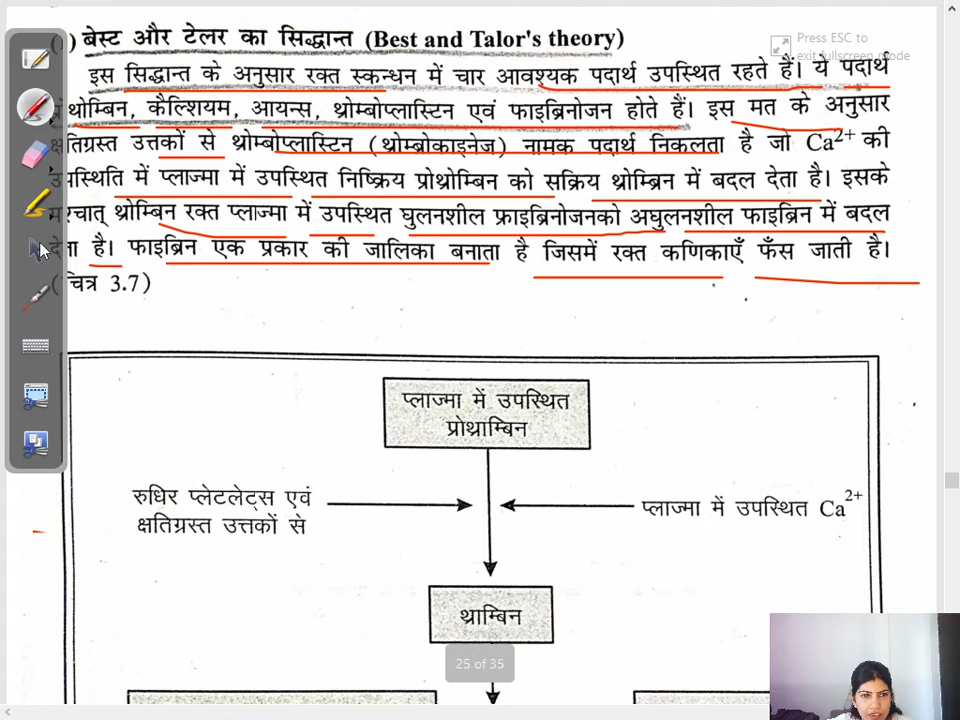 ) बेस्ट और टेलर का सिद्धान्त (Best and Talor's theory)
इस सिद्धान्त के अनुसार रक्त स्कन्धन में चार आवश्यक पदार्थ उपस्थित रहते हैं। ये पदार्थ
थोम्बिन, कैल्शियम, आयन्स, थ्रोम्बोप्लास्टिन एवं फाइब्रिनोजन होते हैं। इस मत के अनुसार
क्षतिग्रस्त उत्तकों से थ्रोम्बोप्लास्टिन (थ्रोम्बोकाइनेज) नामक पदार्थ निकलता है जो Ca2+ की
उपस्थिति में प्लाज्मा में उपस्थित निष्क्रिय प्रोथ्रोम्बिन को सक्रिय थ्रोम्ब्रिन में बदल देता है। इसके
पश्चात् थ्रोम्बिन रक्त प्लाज्मा में उपस्थित घुलनशील फ्राइब्रिनोजनको अघुलनशील फाइब्रिन में बदल
देता है। फाइब्रिन एक प्रकार की जालिका बनाता है जिसमें रक्त कणिकाएँ फँस जाती है।
(चित्र 3.7)
Press ESC to
exit fullscreen mode
प्लाज्मा में उपस्थित
प्रोथ्राम्बिन
रुधिर प्लेटलेट्स एवं
क्षतिग्रस्त उत्तकों से
प्लाज्मा में उपस्थित Ca2+
थ्राम्बिन
25 of 35